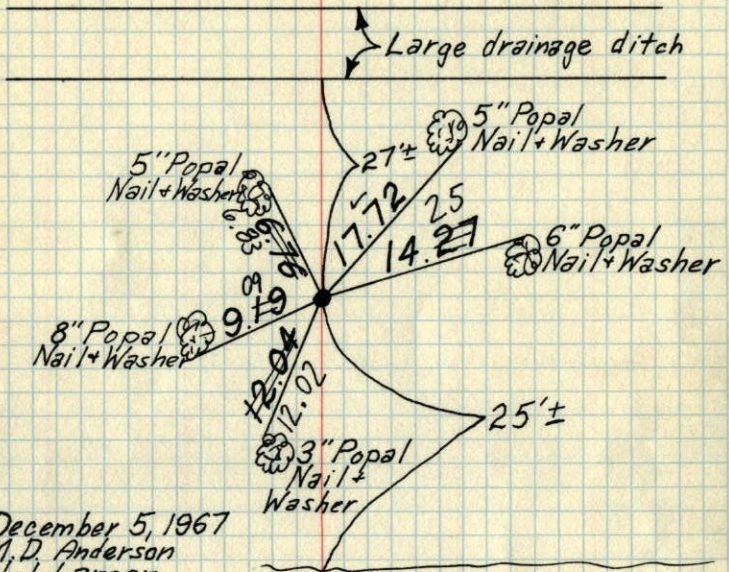 Large drainage ditch
5" Popal
Nail + Washer
27'±
5" Popal
Nail + Washer
6.76
6.83
✓
17.72
25
14.27
6" Popal
Nail + Washer
09
9.19
8" Popal
Nail + Washer
12.04
12.02
3" Popal
Nail +
Washer
25'±
December 5, 1967
M.D. Anderson